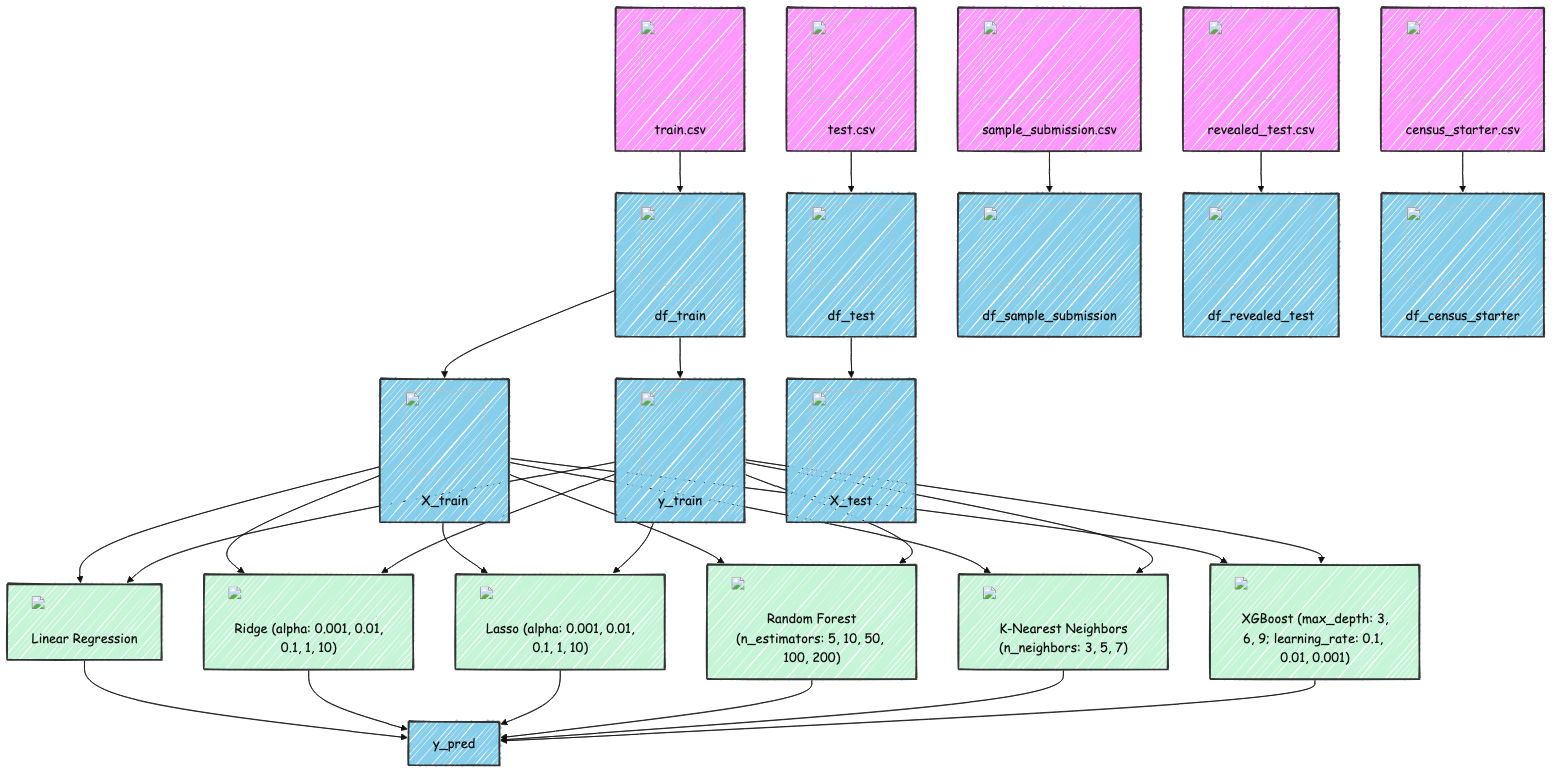 train.csv
test.csv
sample_submission.csv
revealed_test.csv
census_starter.csv
df_train
df_test
df_sample_submission
df_revealed_test
df_census_starter
X_train
y_train
X_test
Linear Regression
Ridge (alpha: 0.001, 0.01,
0.1, 1, 10)
Lasso (alpha: 0.001, 0.01,
0.1, 1, 10)
Random Forest
(n_estimators: 5, 10, 50,
100, 200)
K-Nearest Neighbors
(n_neighbors: 3, 5, 7)
XGBoost (max_depth: 3,
6, 9; learning_rate: 0.1,
0.01, 0.001)
y_pred